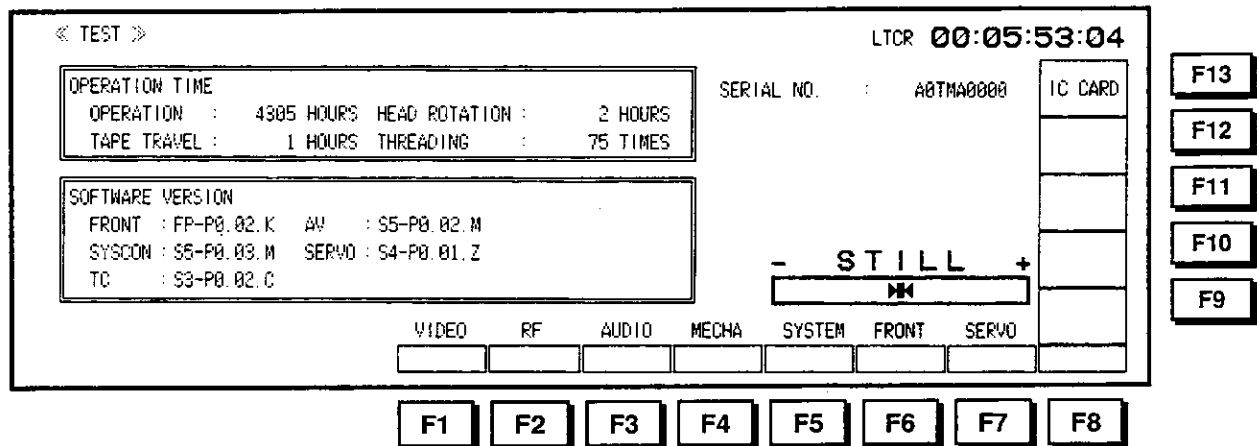 ≪ TEST ≫
LTCR 00:05:53:04
OPERATION TIME
OPERATION : 4305 HOURS HEAD ROTATION : 2 HOURS
TAPE TRAVEL : 1 HOURS THREADING : 75 TIMES
SERIAL NO. : A0TMA0000
IC CARD
SOFTWARE VERSION
FRONT : FP-P0.02.K AV : S5-P0.02.M
SYSCON : S5-P0.03.M SERVO : S4-P0.01.Z
TC : S3-P0.02.C
- STILL +
VIDEO RF AUDIO MECHA SYSTEM FRONT SERVO
F13
F12
F11
F10
F9
F1 F2 F3 F4 F5 F6 F7 F8